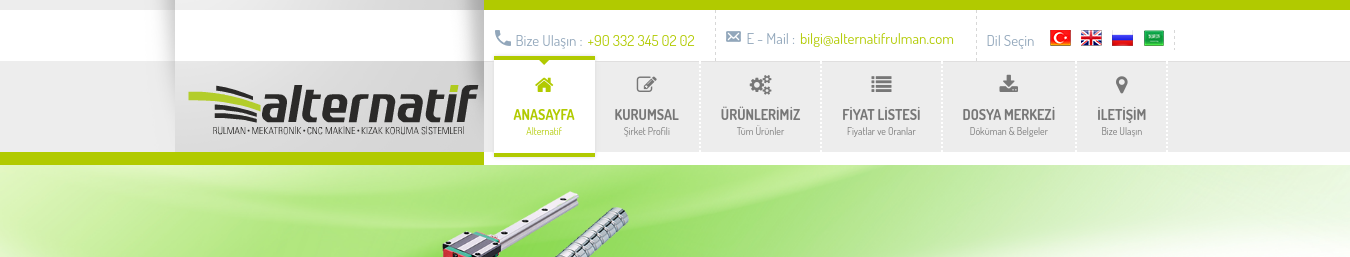 Bize Ulaşın : +90 332 345 02 02
E - Mail : bilgi@alternatifrulman.com
Dil Seçin
alternatif
RULMAN • MEKATRONİK • CNC MAKİNE • KIZAK KORUMA SİSTEMLERİ
ANASAYFA
Alternatif
KURUMSAL
Şirket Profili
ÜRÜNLERİMİZ
Tüm Ürünler
FİYAT LİSTESİ
Fiyatlar ve Oranlar
DOSYA MERKEZİ
Döküman & Belgeler
İLETİŞİM
Bize Ulaşın